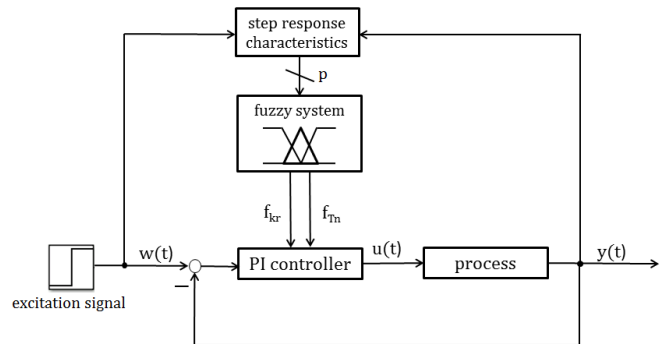 step response
characteristics
p
fuzzy system
f_kr
f_Tn
w(t)
PI controller
u(t)
process
y(t)
excitation signal